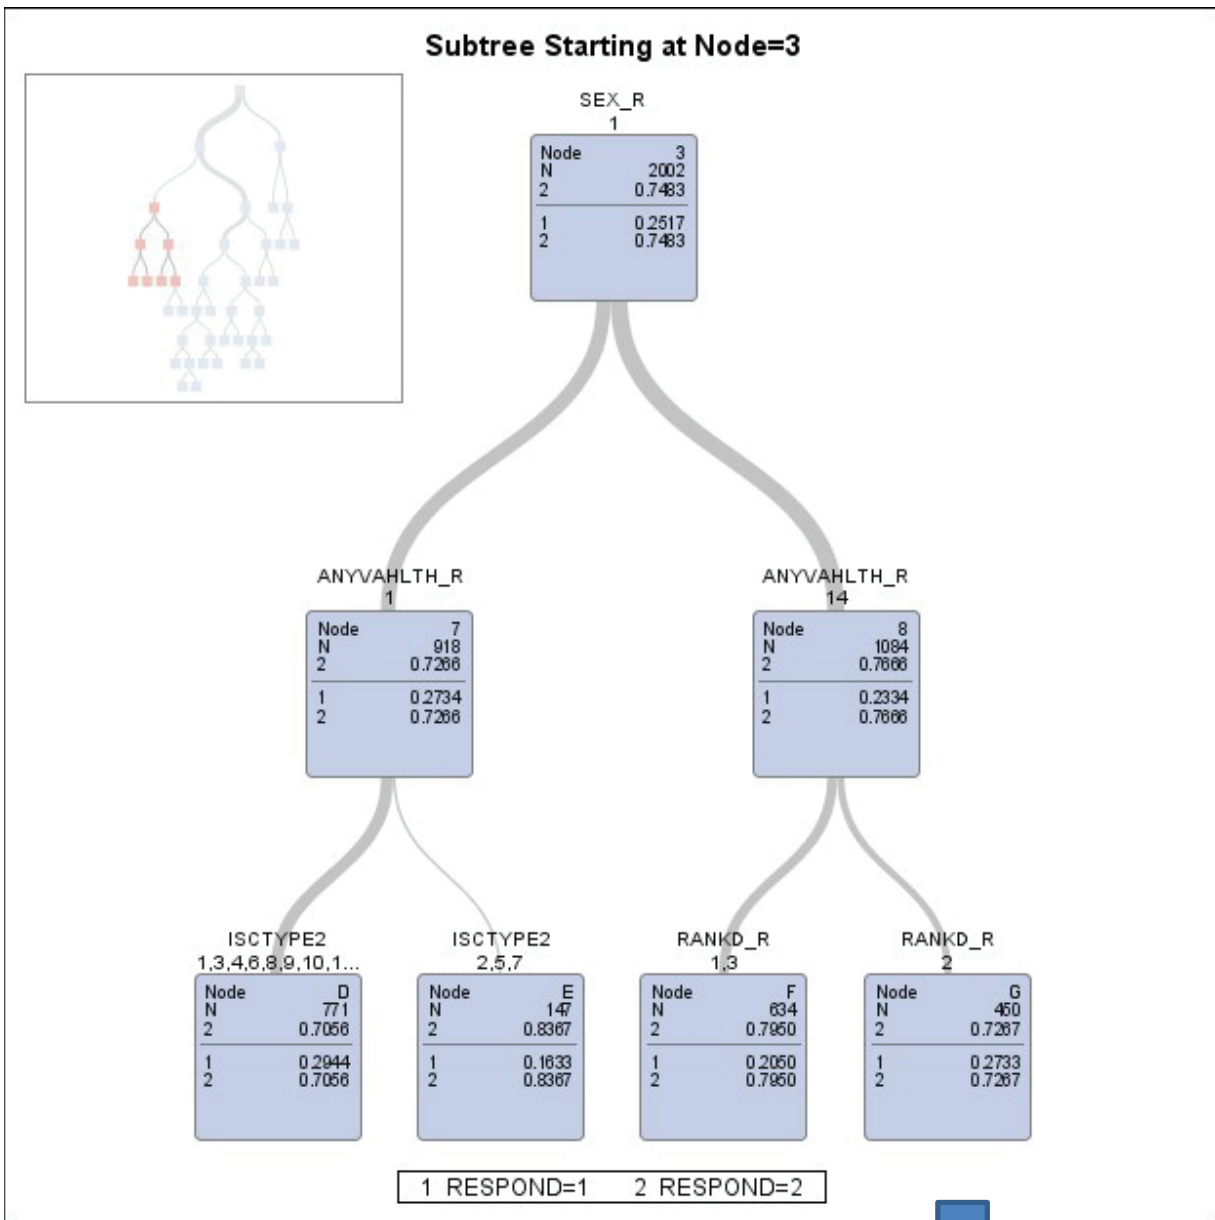 Subtree Starting at Node=3
SEX_R
1
Node 3
N 2002
2 0.7483
1 0.2517
2 0.7483
ANYVAHLTH_R
1
Node 7
N 918
2 0.7266
1 0.2734
2 0.7266
ANYVAHLTH_R
14
Node 8
N 1084
2 0.7666
1 0.2334
2 0.7666
ISCTYPE2
1,3,4,6,8,9,10,1...
Node D
N 771
2 0.7056
1 0.2944
2 0.7056
ISCTYPE2
2,5,7
Node E
N 147
2 0.8367
1 0.1633
2 0.8367
RANKD_R
1,3
Node F
N 634
2 0.7950
1 0.2050
2 0.7950
RANKD_R
2
Node G
N 450
2 0.7267
1 0.2733
2 0.7267
1 RESPOND=1 2 RESPOND=2